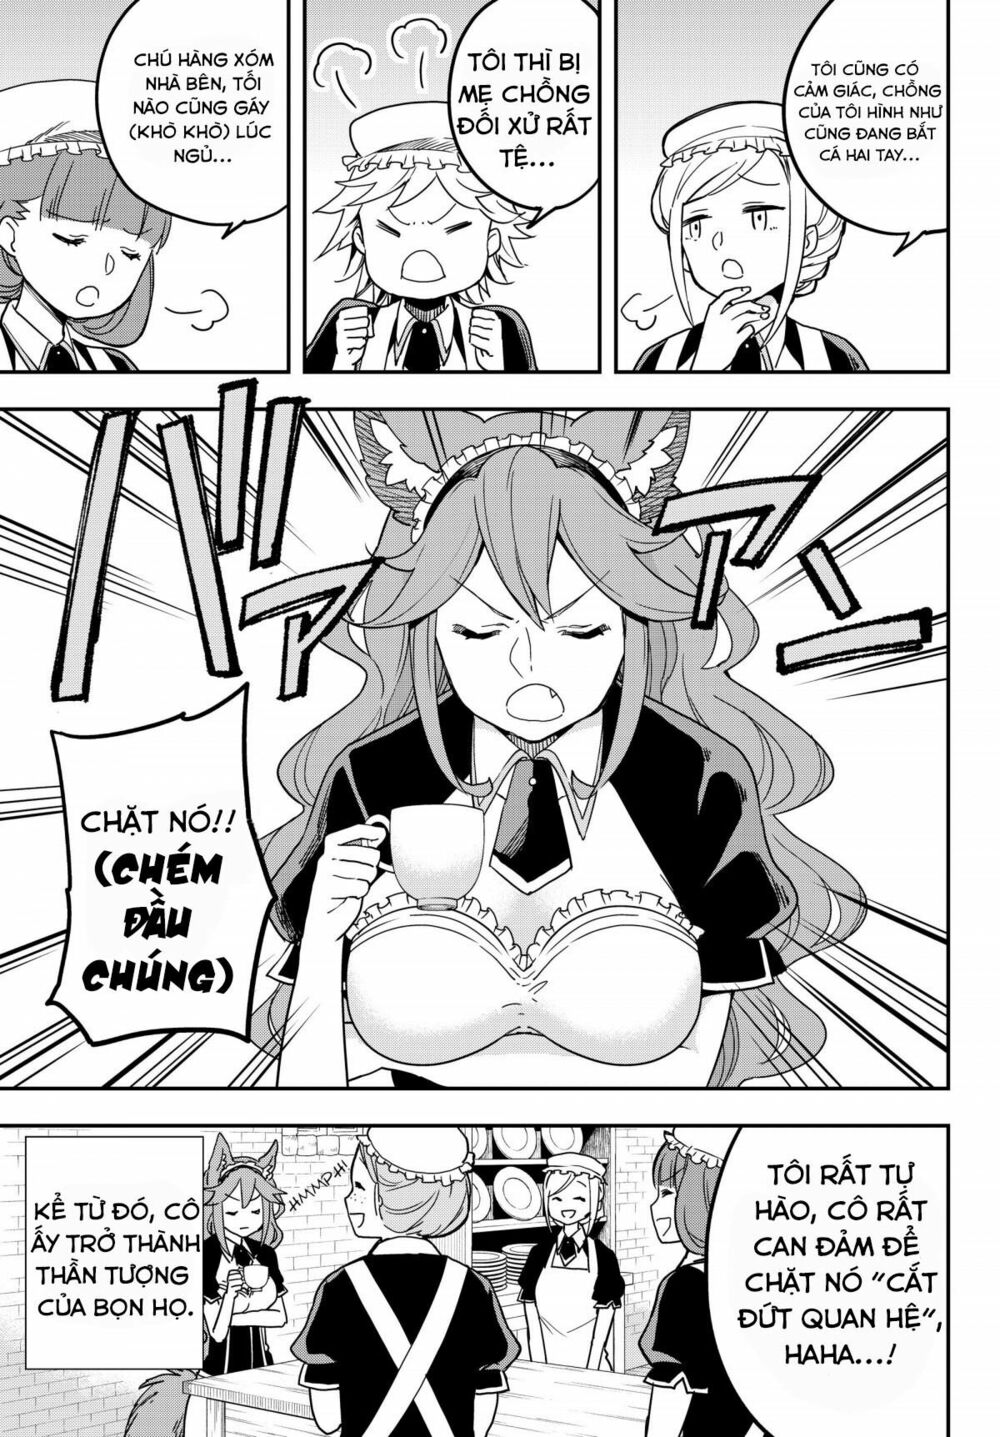 TÔI CŨNG CÓ
CẢM GIÁC, CHỒNG
CỦA TÔI HÌNH NHƯ
CŨNG ĐANG BẮT
CÁ HAI TAY...
TÔI THÌ BỊ
MẸ CHỒNG
ĐỐI XỬ RẤT
TỆ...
CHÚ HÀNG XÓM
NHÀ BÊN, TỐI
NÀO CŨNG GÁY
(KHÒ KHÒ) LÚC
NGỦ...
ファイアー!!
CHẶT NÓ!!
(CHÉM
ĐẦU
CHÚNG)
TÔI RẤT TỰ
HÀO, CÔ RẤT
CAN ĐẢM ĐỂ
CHẶT NÓ "CẮT
ĐỨT QUAN HỆ",
HAHA...!
HMMPH!
KỂ TỪ ĐÓ, CÔ
ẤY TRỞ THÀNH
THẦN TƯỢNG
CỦA BỌN HỌ.